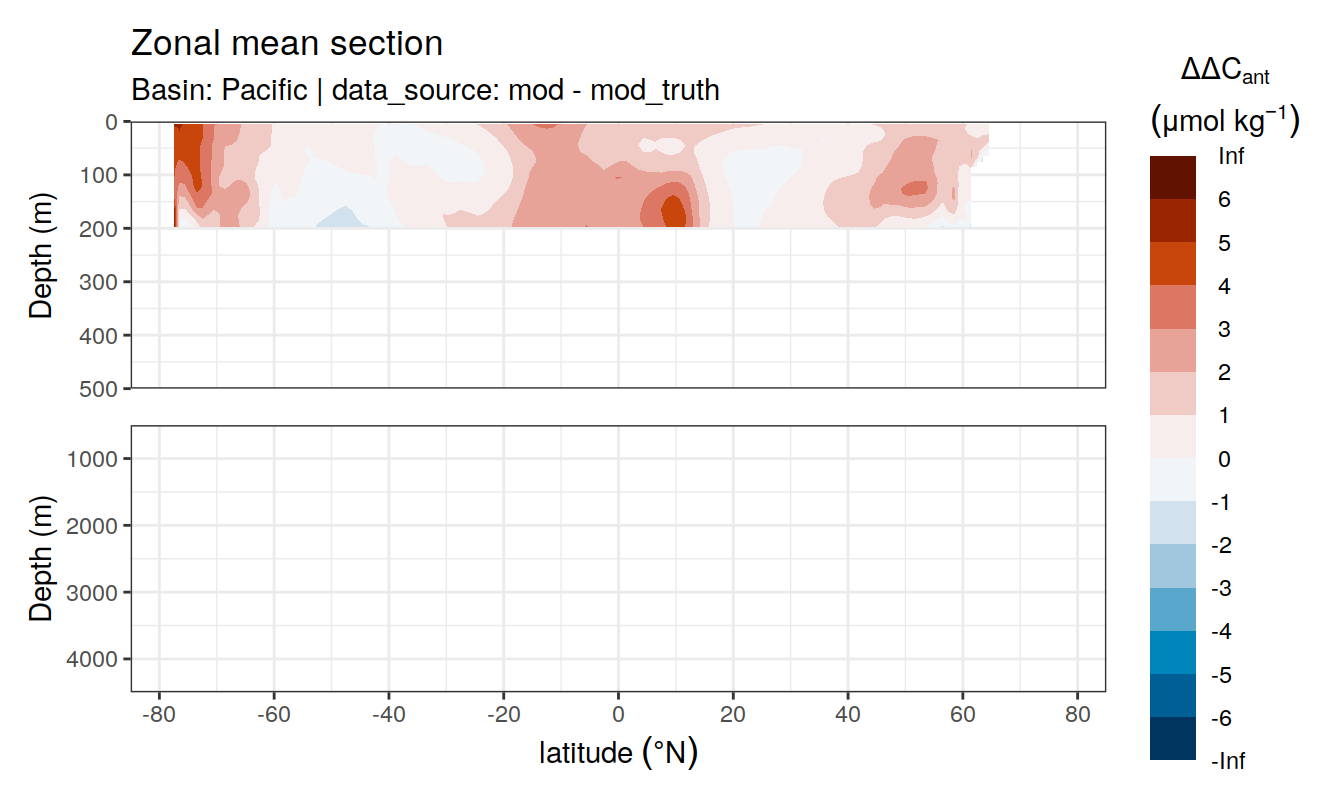 Zonal mean section
Basin: Pacific | data_source: mod - mod_truth
ΔΔCant
(μmol kg⁻¹)
Inf
6
5
4
3
2
1
0
-1
-2
-3
-4
-5
-6
-Inf
Depth (m)
0
100
200
300
400
500
Depth (m)
1000
2000
3000
4000
-80 -60 -40 -20 0 20 40 60 80
latitude (°N)